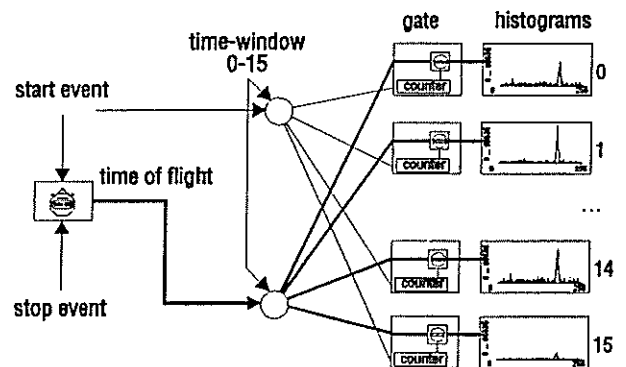 gate histograms
time-window
0-15
start event
counter
0
counter
1
time of flight
...
counter
14
stop event
counter
15